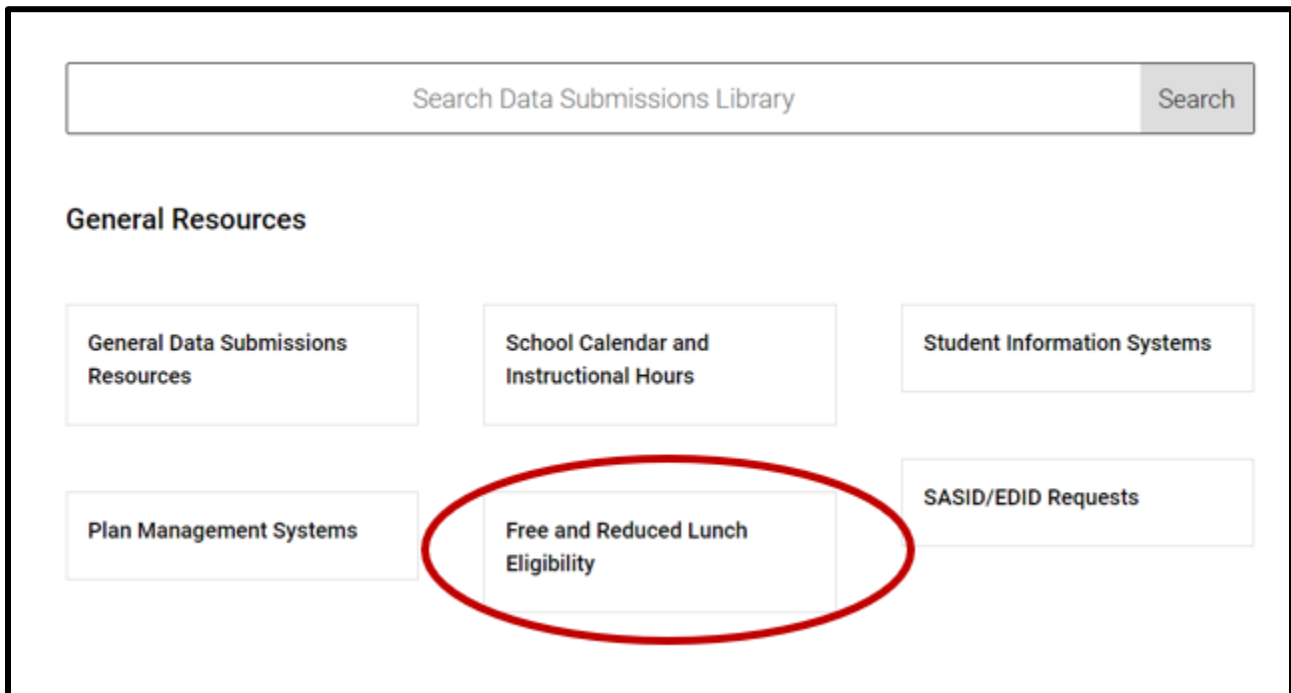 Search Data Submissions Library
Search
General Resources
General Data Submissions
Resources
School Calendar and
Instructional Hours
Student Information Systems
Plan Management Systems
Free and Reduced Lunch
Eligibility
SASID/EDID Requests